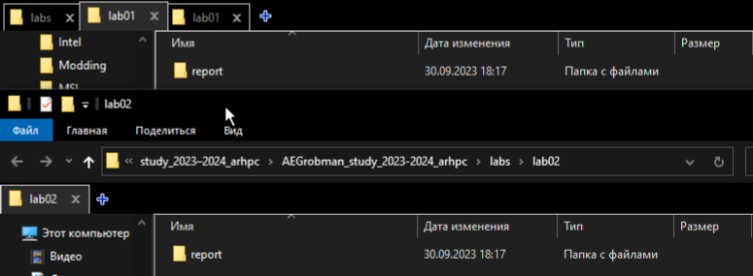 labs lab01 lab01
Intel
Modding
MSI
Имя Дата изменения Тип Размер
report 30.09.2023 18:17 Папка с файлами
lab02
Файл Главная Поделиться Вид
« study_2023–2024_arhpc > AEGrobman_study_2023-2024_arhpc > labs > lab02
lab02
Этот компьютер
Видео
Имя Дата изменения Тип Размер
report 30.09.2023 18:17 Папка с файлами